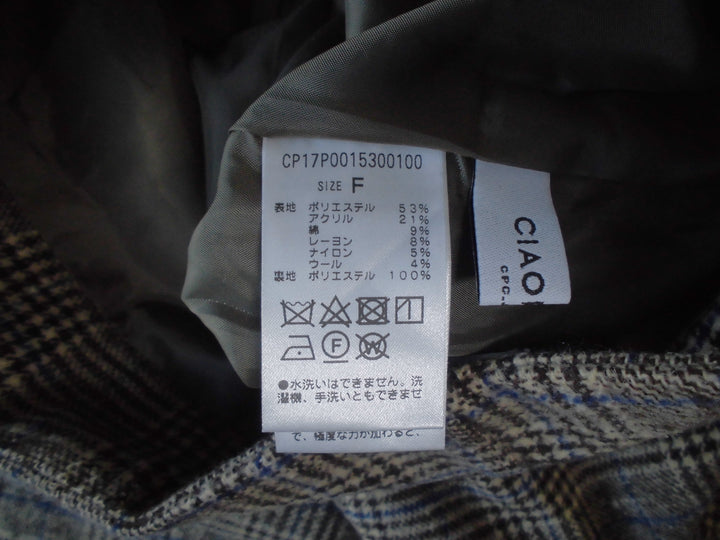 CP17P0015300100
SIZE F
表地 ポリエステル 53%
アクリル 21%
綿 9%
レーヨン 8%
ナイロン 5%
ウール 4%
裏地 ポリエステル 100%
F W
●水洗いはできません。洗
濯機、手洗いともできませ
で、極度な力が加わると、
CIAO
CPC